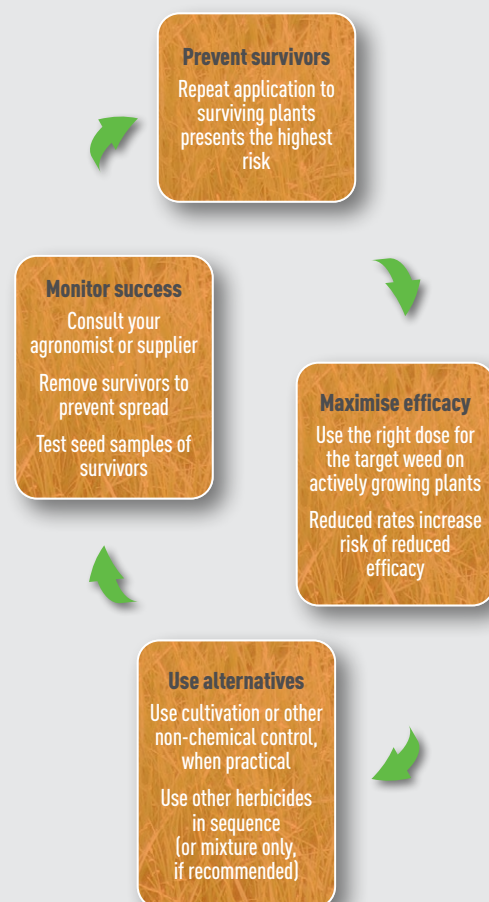 Prevent survivors
Repeat application to
surviving plants
presents the highest
risk
Maximise efficacy
Use the right dose for
the target weed on
actively growing plants
Reduced rates increase
risk of reduced
efficacy
Use alternatives
Use cultivation or other
non-chemical control,
when practical
Use other herbicides
in sequence
(or mixture only,
if recommended)
Monitor success
Consult your
agronomist or supplier
Remove survivors to
prevent spread
Test seed samples of
survivors